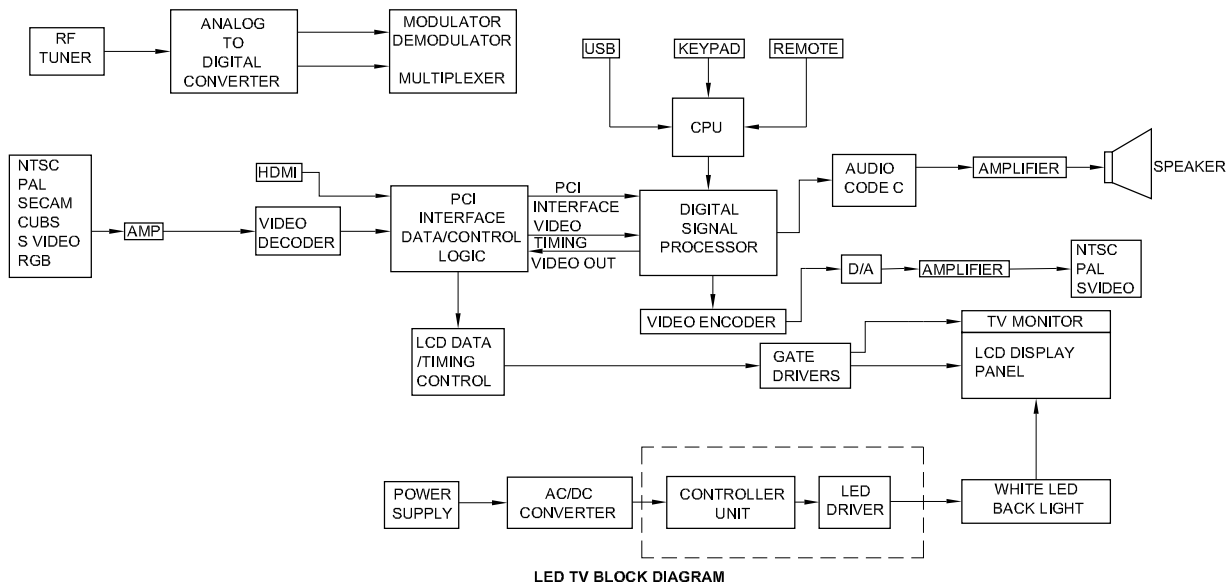 RF
TUNER
ANALOG
TO
DIGITAL
CONVERTER
MODULATOR
DEMODULATOR
MULTIPLEXER
USB
KEYPAD
REMOTE
CPU
NTSC
PAL
SECAM
CUBS
S VIDEO
RGB
AMP
HDMI
VIDEO
DECODER
PCI
INTERFACE
DATA/CONTROL
LOGIC
PCI
INTERFACE
VIDEO
TIMING
VIDEO OUT
DIGITAL
SIGNAL
PROCESSOR
AUDIO
CODE C
AMPLIFIER
SPEAKER
VIDEO ENCODER
D/A
AMPLIFIER
NTSC
PAL
SVIDEO
LCD DATA
/TIMING
CONTROL
GATE
DRIVERS
TV MONITOR
LCD DISPLAY
PANEL
POWER
SUPPLY
AC/DC
CONVERTER
CONTROLLER
UNIT
LED
DRIVER
WHITE LED
BACK LIGHT
LED TV BLOCK DIAGRAM